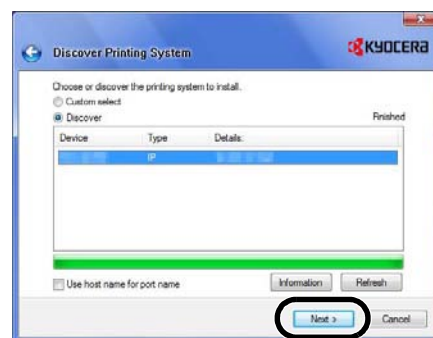 Discover Printing System
KYOCERA
Choose or discover the printing system to install.
Custom select
Discover
Finished
Device Type Details:
IP
Use host name for port name
Information Refresh
Next > Cancel